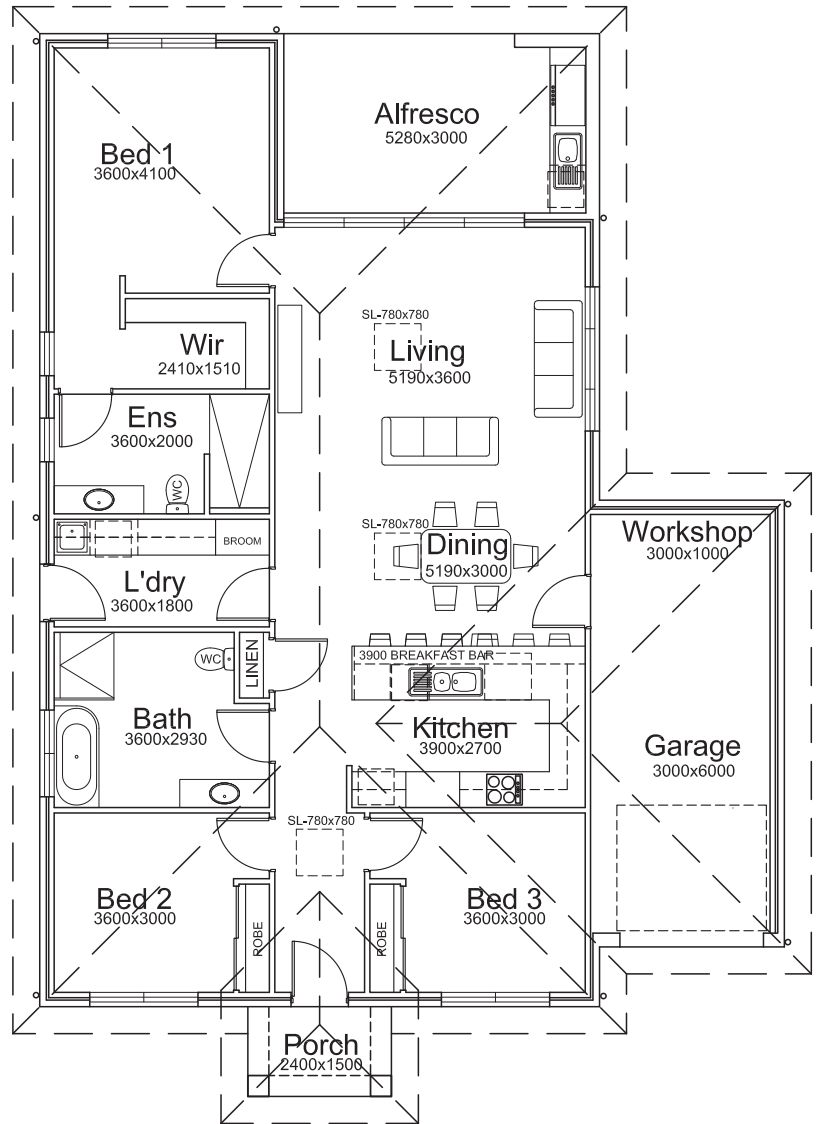 Alfresco
5280x3000
Bed 1
3600x4100
SL-780x780
Wir
2410x1510
Living
5190x3600
Ens
3600x2000
WC
SL-780x780
BROOM
Dining
5190x3000
Workshop
3000x1000
L'dry
3600x1800
LINEN
WC
3900 BREAKFAST BAR
Bath
3600x2930
Kitchen
3900x2700
Garage
3000x6000
SL-780x780
Bed 2
3600x3000
ROBE
ROBE
Bed 3
3600x3000
Porch
2400x1500